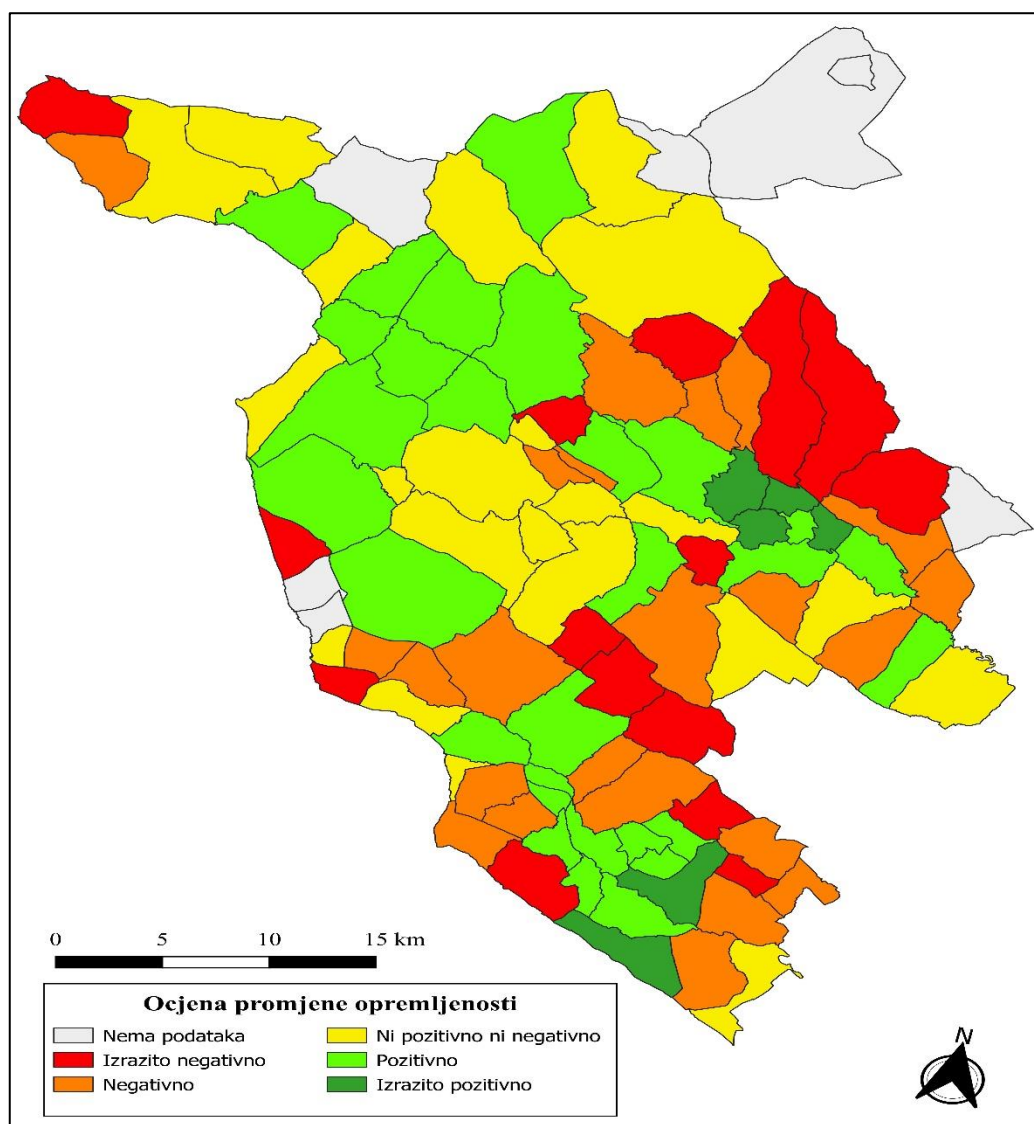 0 5 10 15 km
Ocjena promjene opremljenosti
Nema podataka Ni pozitivno ni negativno
Izrazito negativno Pozitivno
Negativno Izrazito pozitivno
N